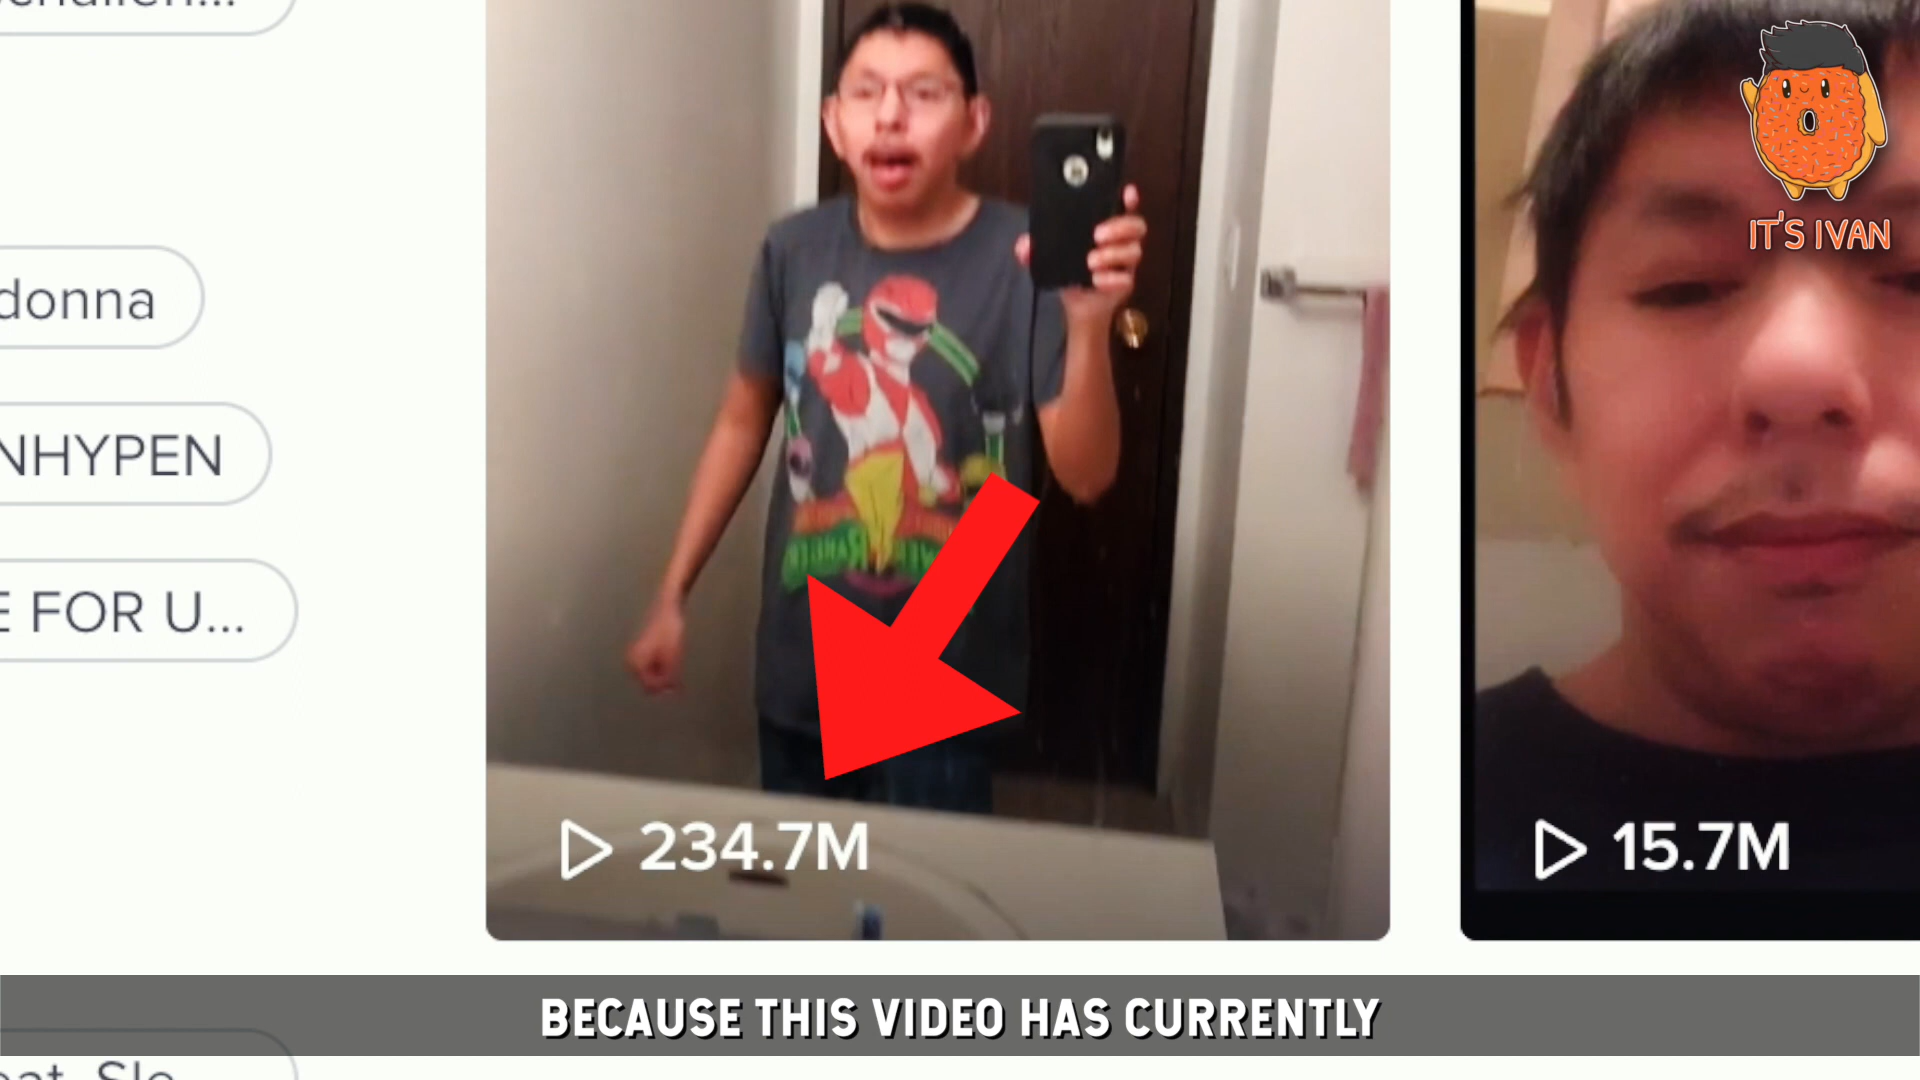 donna
NHYPEN
E FOR U...
234.7M
15.7M
IT'S IVAN
BECAUSE THIS VIDEO HAS CURRENTLY